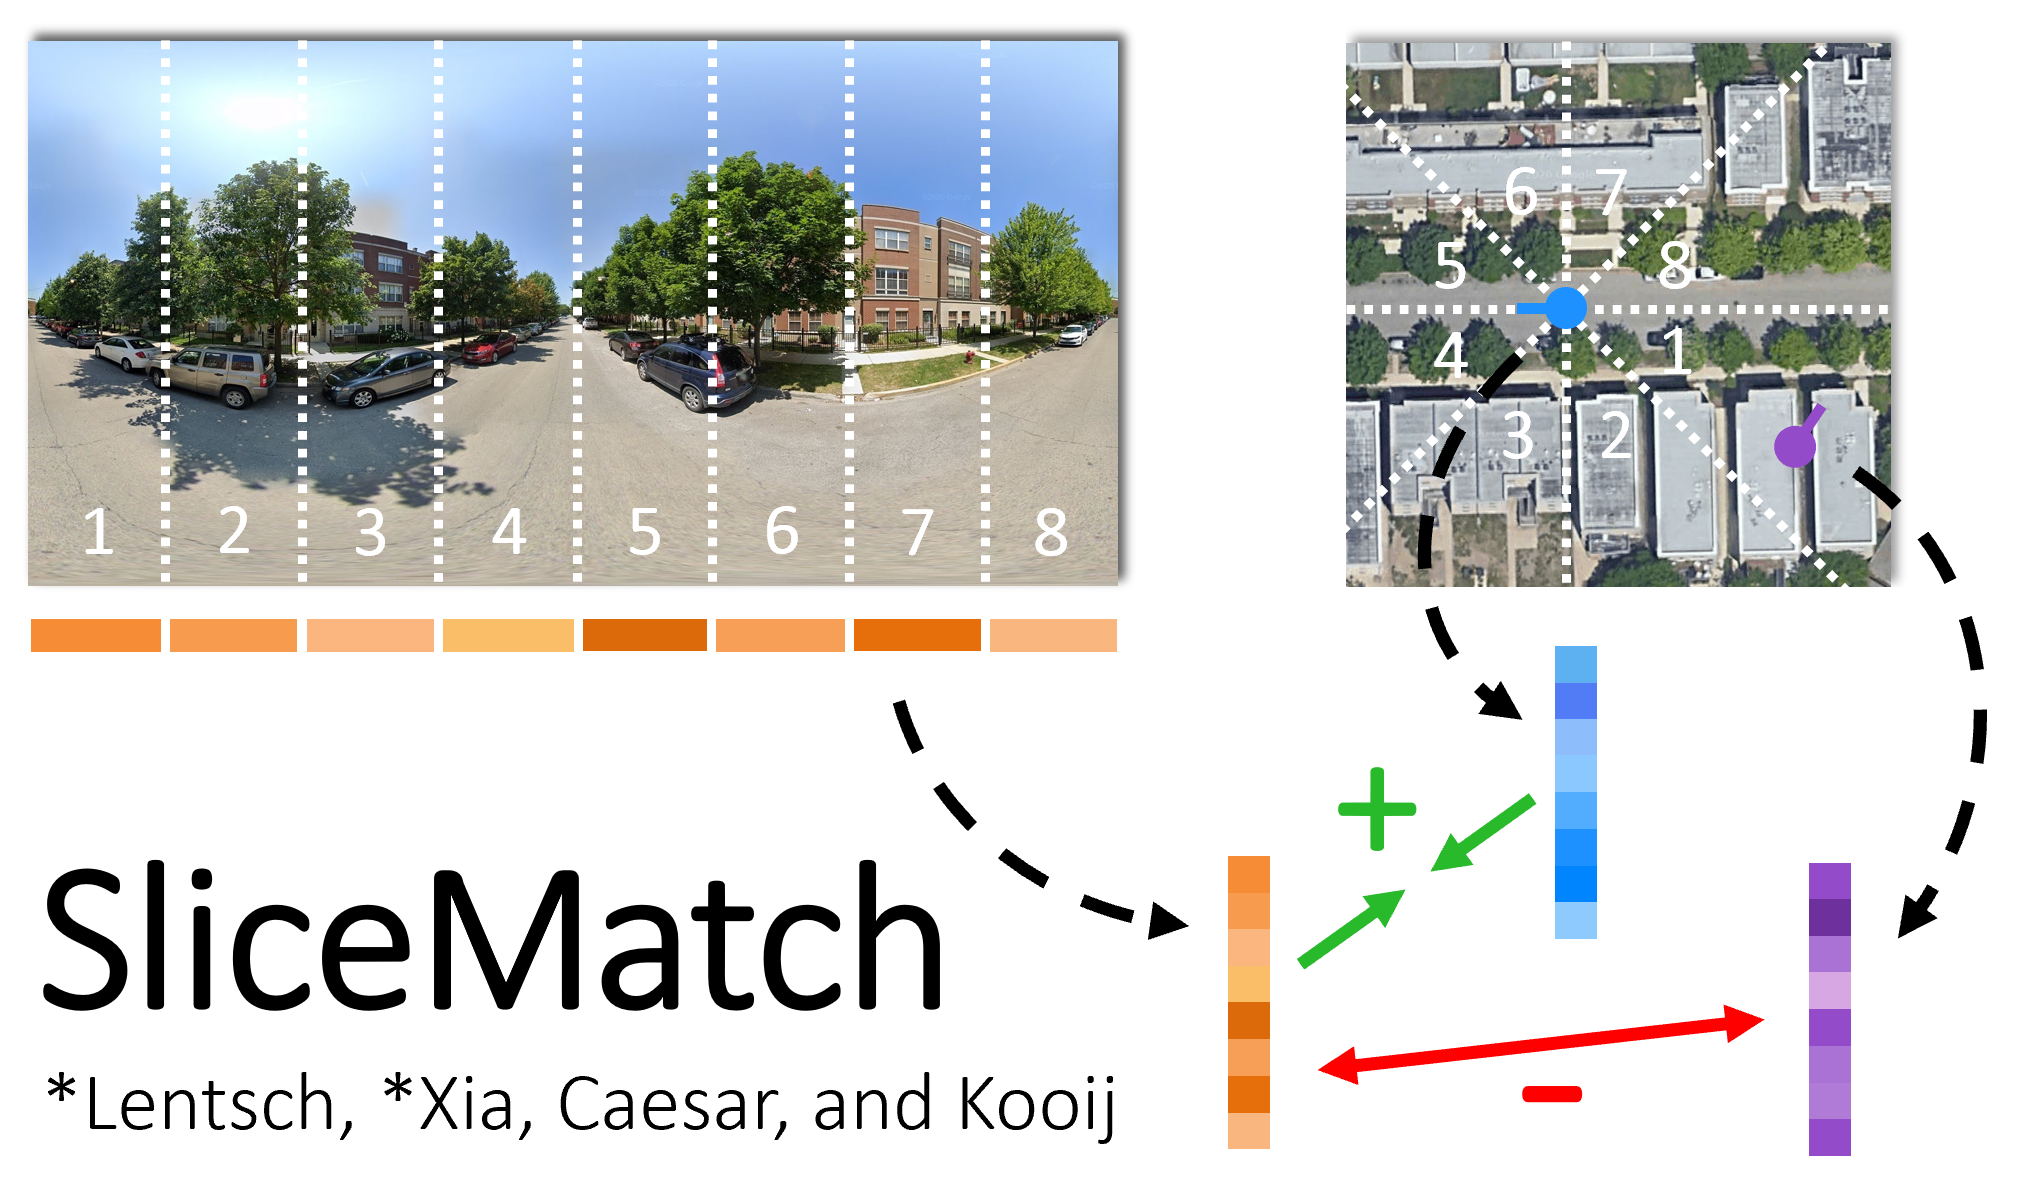 1 2 3 4 5 6 7 8
6 7
5 8
4 1
3 2
+
SliceMatch
-
*Lentsch, *Xia, Caesar, and Kooij